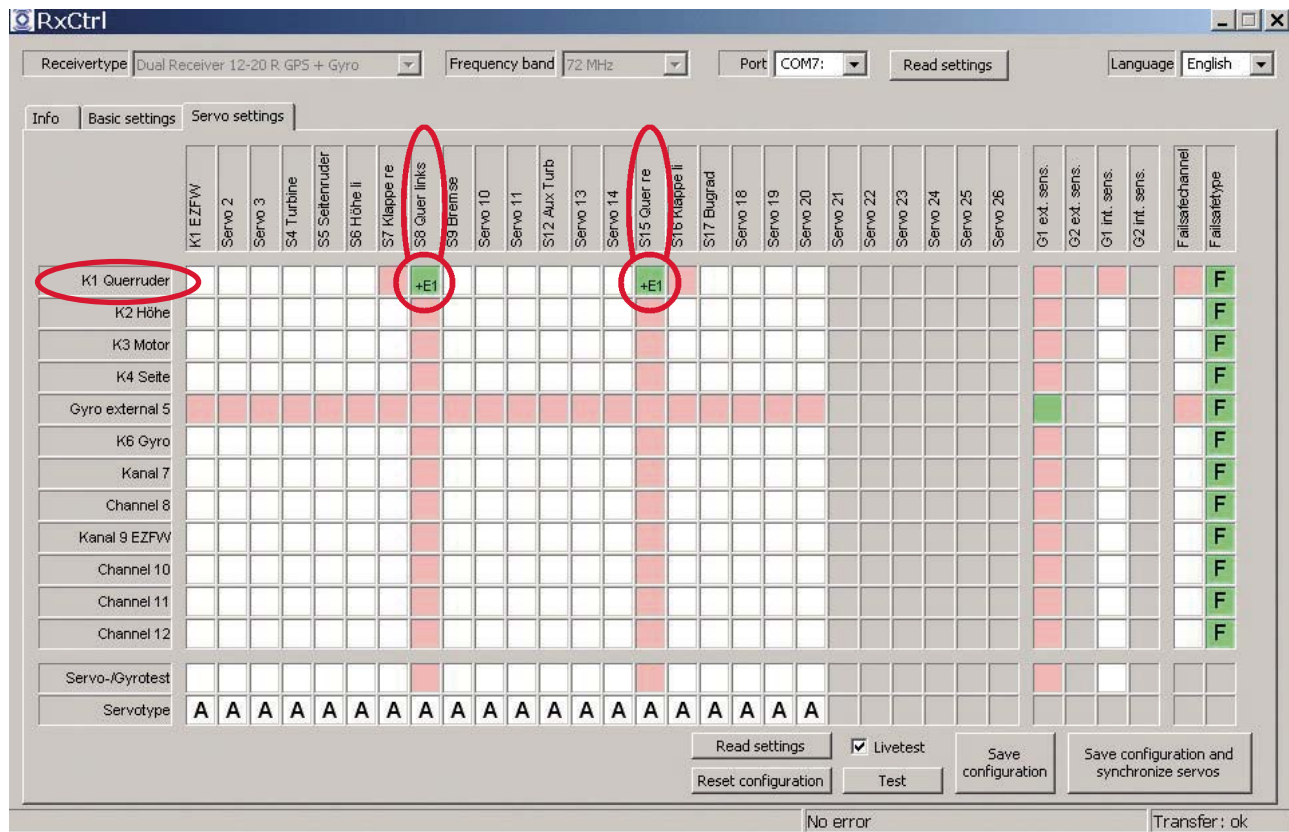 RxCtrl
Receivertype Dual Receiver 12-20 R GPS + Gyro Frequency band 72 MHz Port COM7: Read settings Language English
Info Basic settings Servo settings
K1 EZFW
Servo 2
Servo 3
S4 Turbine
S5 Seitenruder
S6 Höhe li
S7 Klappe re
S8 Quer links
S9 Bremse
Servo 10
Servo 11
S12 Aux Turb
Servo 13
Servo 14
S15 Quer re
S16 Klappe li
S17 Bugrad
Servo 18
Servo 19
Servo 20
Servo 21
Servo 22
Servo 23
Servo 24
Servo 25
Servo 26
G1 ext. sens.
G2 ext. sens.
G1 int. sens.
G2 int. sens.
Failsafechannel
Failsafetype
K1 Querruder +E1 +E1 F
K2 Höhe F
K3 Motor F
K4 Seite F
Gyro external 5 F
K6 Gyro F
Kanal 7 F
Channel 8 F
Kanal 9 EZFW F
Channel 10 F
Channel 11 F
Channel 12 F
Servo-/Gyrotest
Servotype A A A A A A A A A A A A A A A A A A A A
Read settings Livetest Save configuration Save configuration and synchronize servos
Reset configuration Test
No error Transfer: ok